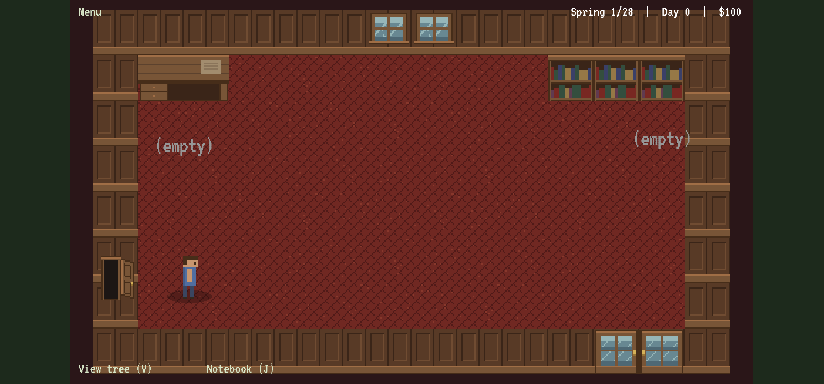 Menu
Spring 1/28 | Day 0 | $100
(empty)
(empty)
View tree (V)
Notebook (J)